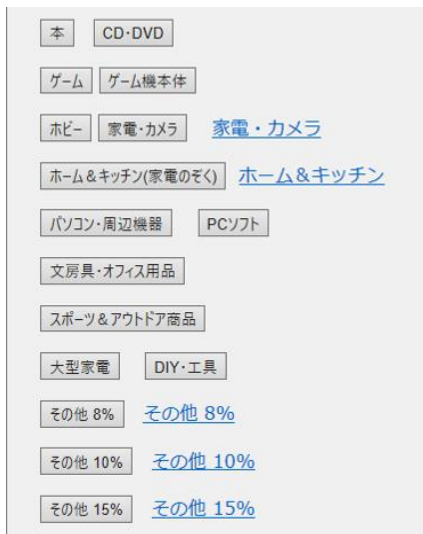 本 CD・DVD
ゲーム ゲーム機本体
ホビー 家電・カメラ 家電・カメラ
ホーム＆キッチン(家電のぞく) ホーム＆キッチン
パソコン・周辺機器 PCソフト
文房具・オフィス用品
スポーツ＆アウトドア商品
大型家電 DIY・工具
その他 8% その他 8%
その他 10% その他 10%
その他 15% その他 15%